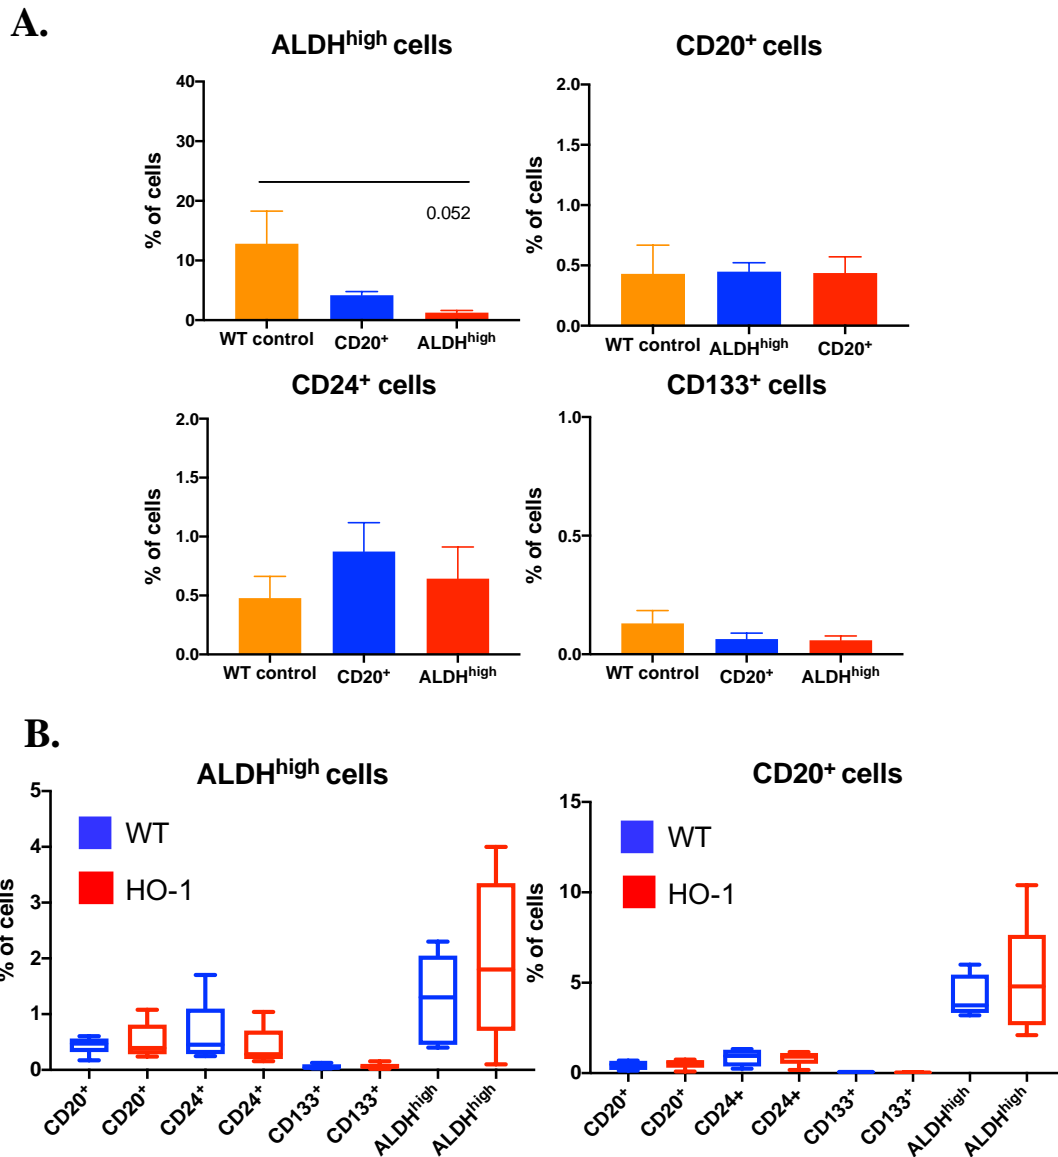 A.
ALDHhigh cells
CD20+ cells
40
30
20
10
0
% of cells
0.052
WT control
CD20+
ALDHhigh
2.0
1.5
1.0
0.5
0.0
% of cells
WT control
ALDHhigh
CD20+
CD24+ cells
CD133+ cells
2.0
1.5
1.0
0.5
0.0
% of cells
WT control
CD20+
ALDHhigh
1.0
0.5
0.0
% of cells
WT control
CD20+
ALDHhigh
B.
ALDHhigh cells
CD20+ cells
5
4
3
2
1
0
% of cells
WT
HO-1
CD20+
CD20+
CD24+
CD24+
CD133+
CD133+
ALDHhigh
ALDHhigh
15
10
5
0
% of cells
WT
HO-1
CD20+
CD20+
CD24+
CD24+
CD133+
CD133+
ALDHhigh
ALDHhigh